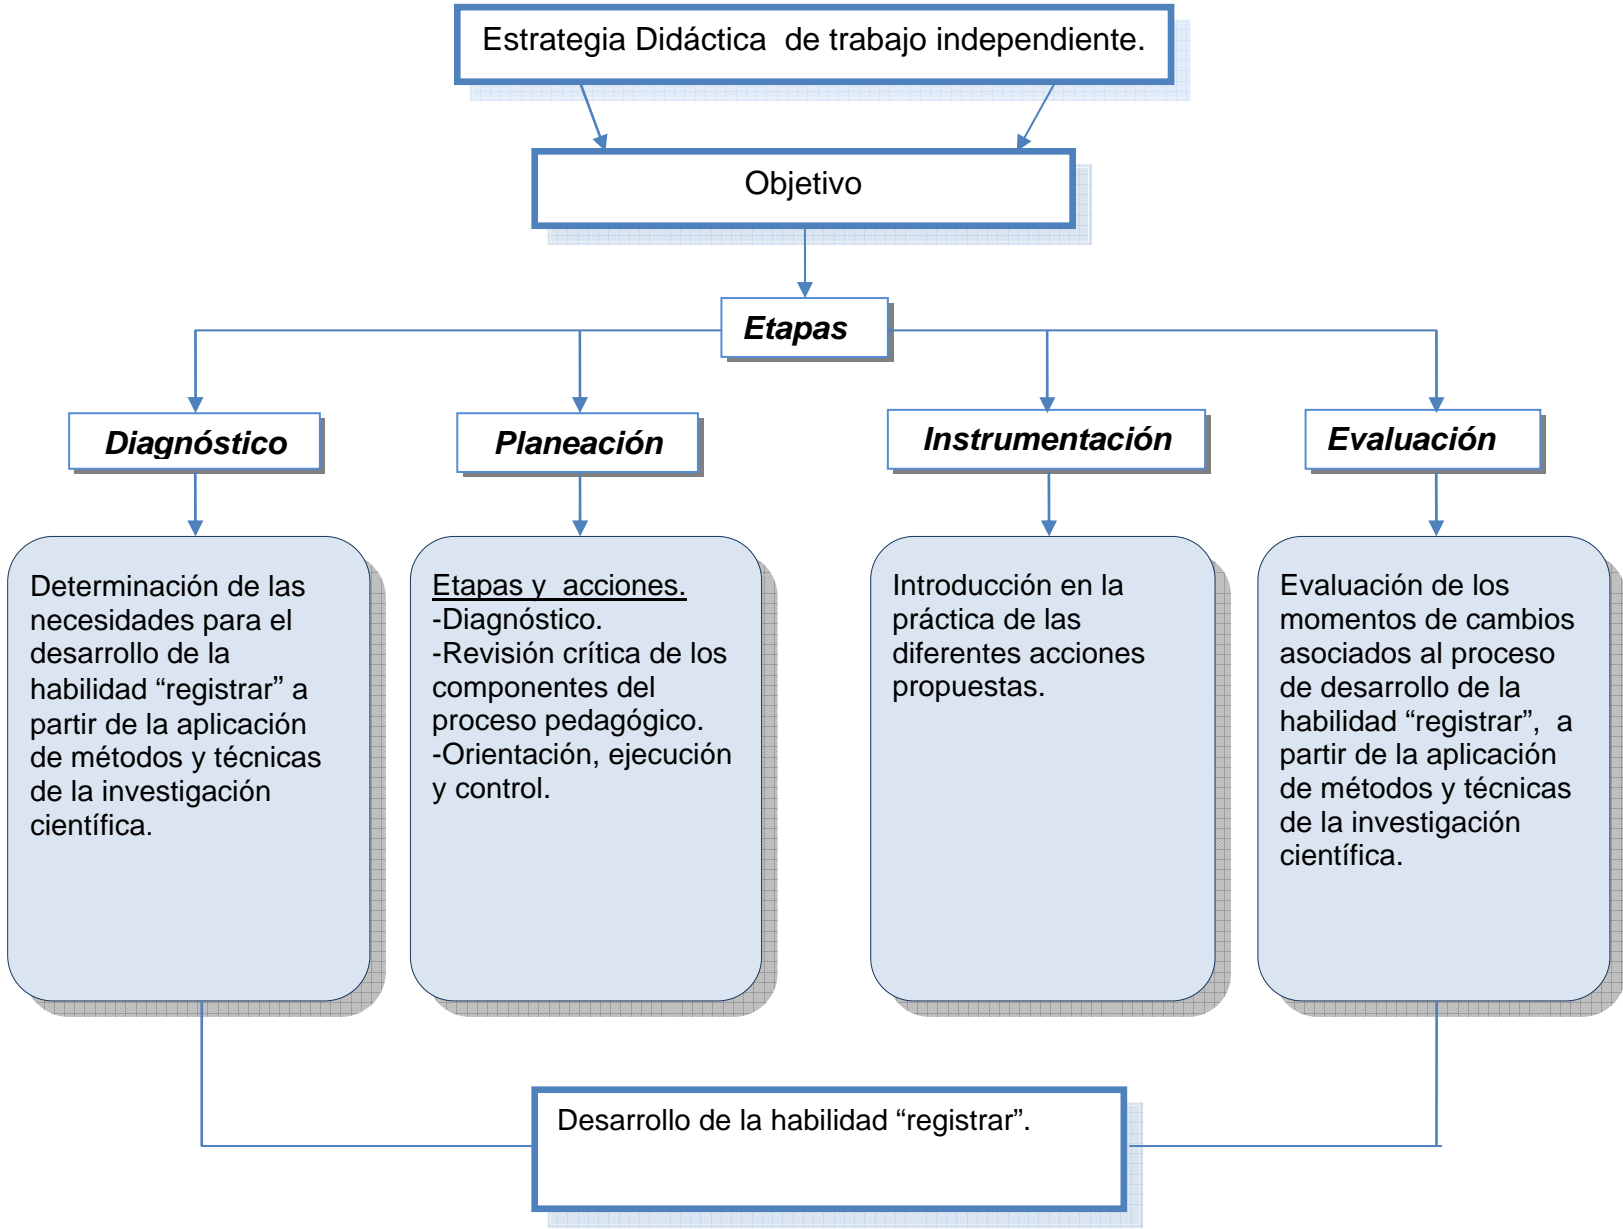 Estrategia Didáctica  de trabajo independiente.
Objetivo
Etapas
Diagnóstico
Planeación
Instrumentación
Evaluación
Determinación de las
necesidades para el
desarrollo de la
habilidad “registrar” a
partir de la aplicación
de métodos y técnicas
de la investigación
científica.
Etapas y  acciones.
-Diagnóstico.
-Revisión crítica de los
componentes del
proceso pedagógico.
-Orientación, ejecución
y control.
Introducción en la
práctica de las
diferentes acciones
propuestas.
Evaluación de los
momentos de cambios
asociados al proceso
de desarrollo de la
habilidad “registrar”,  a
partir de la aplicación
de métodos y técnicas
de la investigación
científica.
Desarrollo de la habilidad “registrar”.